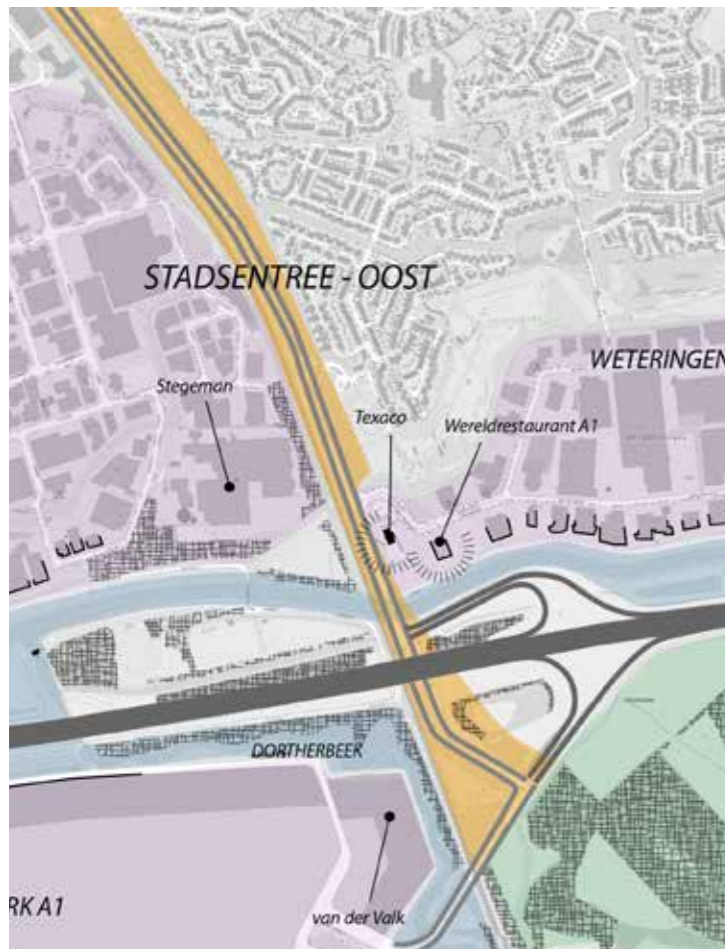 STADSENTREE - OOST
WETERINGEN
Stegeman
Texaco
Wereldrestaurant A1
DORTHERBEEK
RK A1
van der Valk